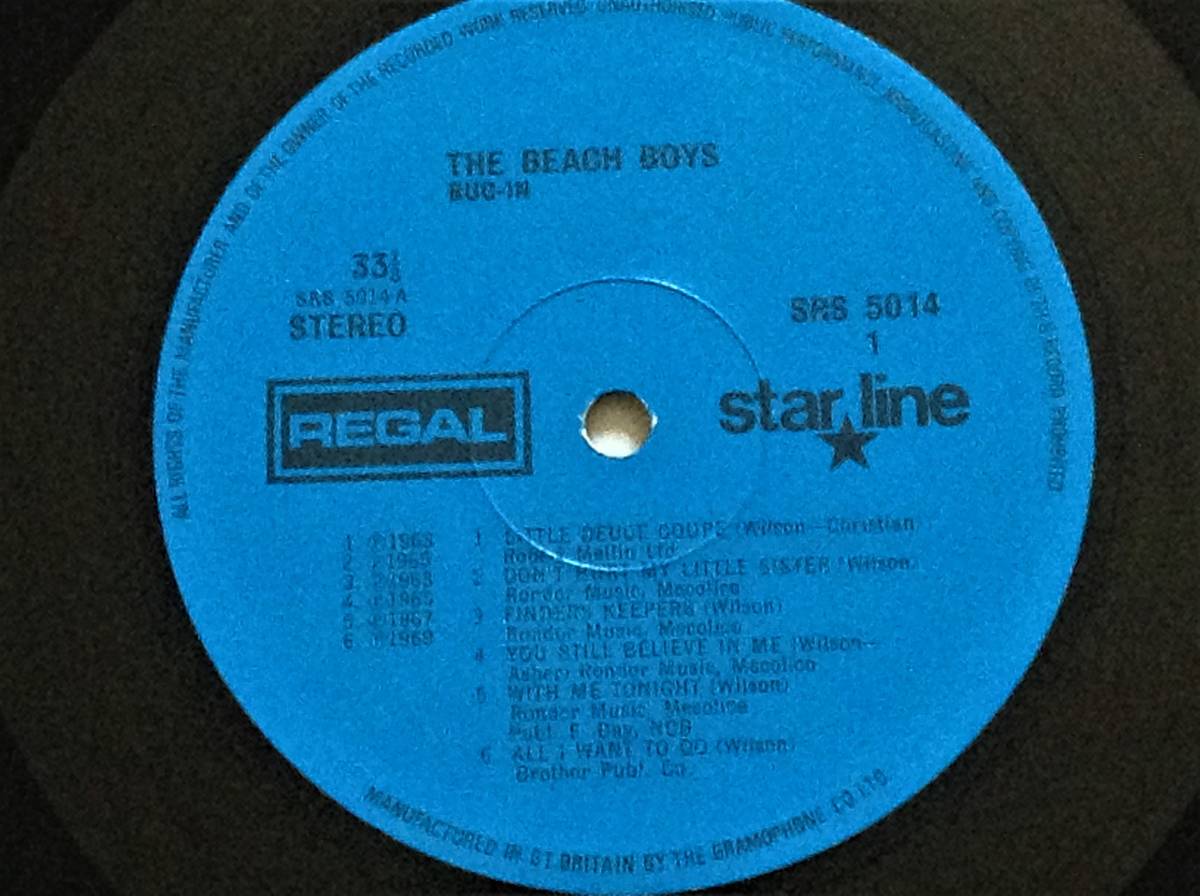 ALL RIGHTS OF THE MANUFACTURER AND OF THE OWNER OF THE RECORDED WORK RESERVED UNAUTHORISED PUBLIC PERFORMANCE BROADCASTING AND COPYING OF THIS RECORD PROHIBITED
THE BEACH BOYS
BUG-IN
33⅓
SRS 5014 A
STEREO
SRS 5014
1
REGAL
star line
1 ℗1963
2 ℗1965
3 ℗1963
4 ℗1965
5 ℗1967
6 ℗1969
1 LITTLE DEUCE COUPE (Wilson—Christian)
Robert Mellin Ltd.
2 DON'T HURT MY LITTLE SISTER (Wilson)
Rondor Music, Mecolico
3 FINDERS KEEPERS (Wilson)
Rondor Music, Mecolico
4 YOU STILL BELIEVE IN ME (Wilson—
Asher) Rondor Music, Mecolico
5 WITH ME TONIGHT (Wilson)
Rondor Music, Mecolico
Publ. F. Day, NCB
6 ALL I WANT TO DO (Wilson)
Brother Publ. Co.
MANUFACTURED IN GT BRITAIN BY THE GRAMOPHONE CO LTD